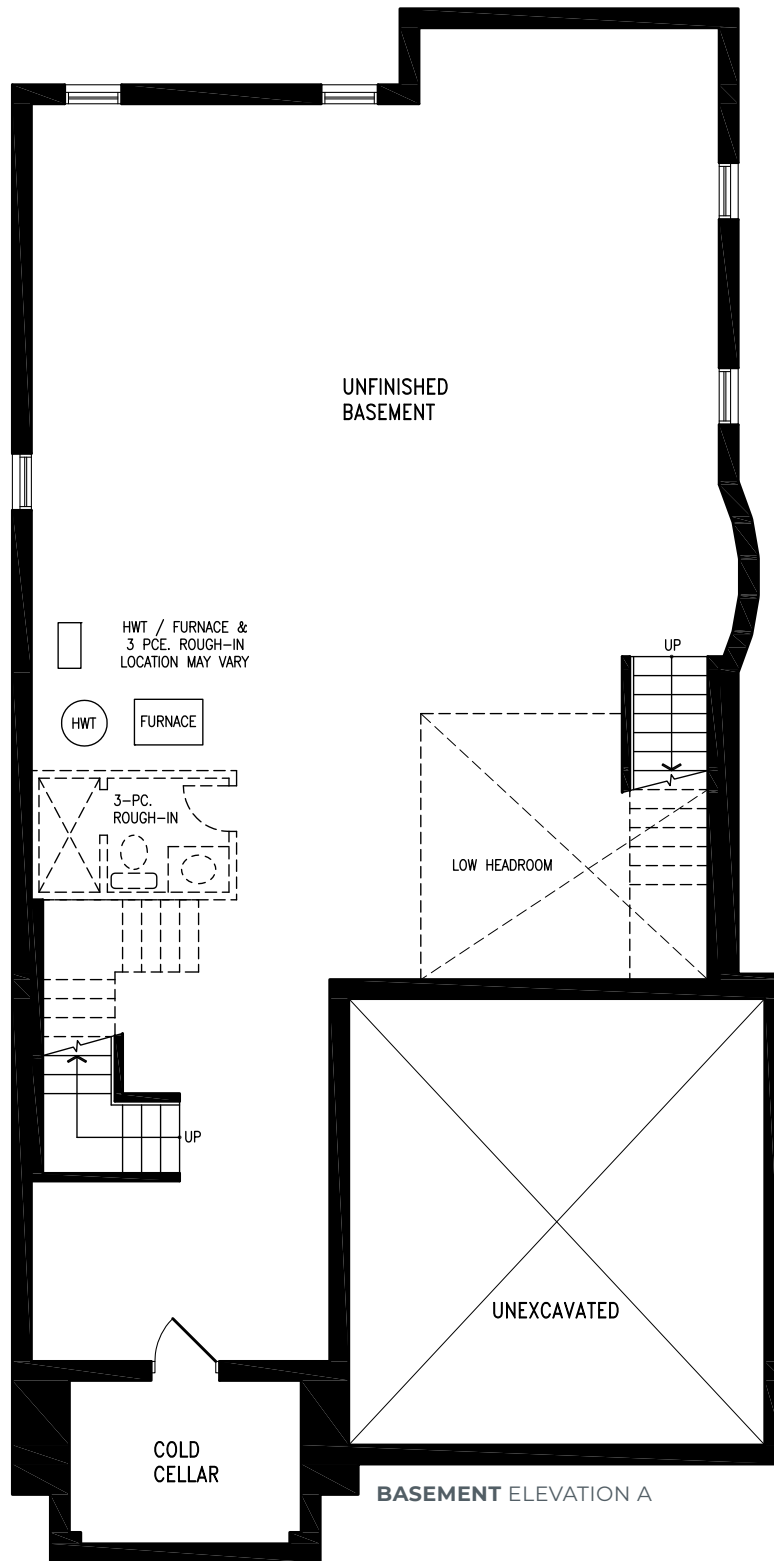 UNFINISHED
BASEMENT
HWT / FURNACE &
3 PCE. ROUGH-IN
LOCATION MAY VARY
UP
HWT
FURNACE
3-PC.
ROUGH-IN
LOW HEADROOM
UP
UNEXCAVATED
COLD
CELLAR
BASEMENT ELEVATION A